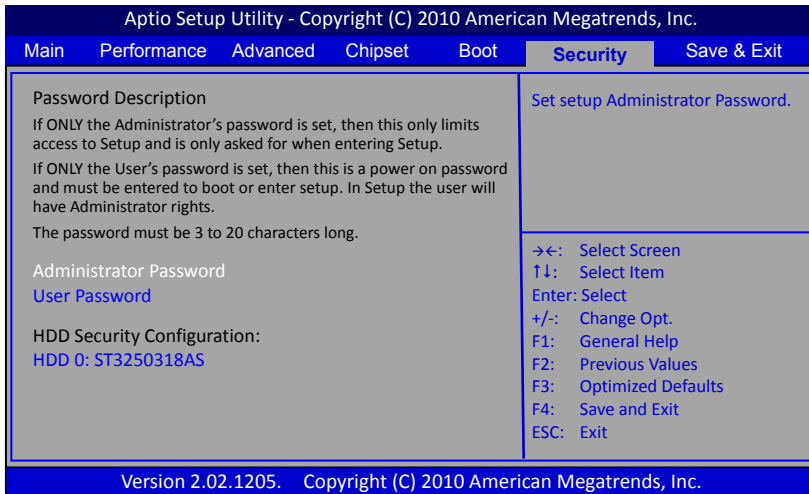 Aptio Setup Utility - Copyright (C) 2010 American Megatrends, Inc.
Main Performance Advanced Chipset Boot Security Save & Exit
Password Description
If ONLY the Administrator's password is set, then this only limits
access to Setup and is only asked for when entering Setup.
If ONLY the User's password is set, then this is a power on password
and must be entered to boot or enter setup. In Setup the user will
have Administrator rights.
The password must be 3 to 20 characters long.
Administrator Password
User Password
HDD Security Configuration:
HDD 0: ST3250318AS
Set setup Administrator Password.
→←: Select Screen
↑↓: Select Item
Enter: Select
+/-: Change Opt.
F1: General Help
F2: Previous Values
F3: Optimized Defaults
F4: Save and Exit
ESC: Exit
Version 2.02.1205. Copyright (C) 2010 American Megatrends, Inc.